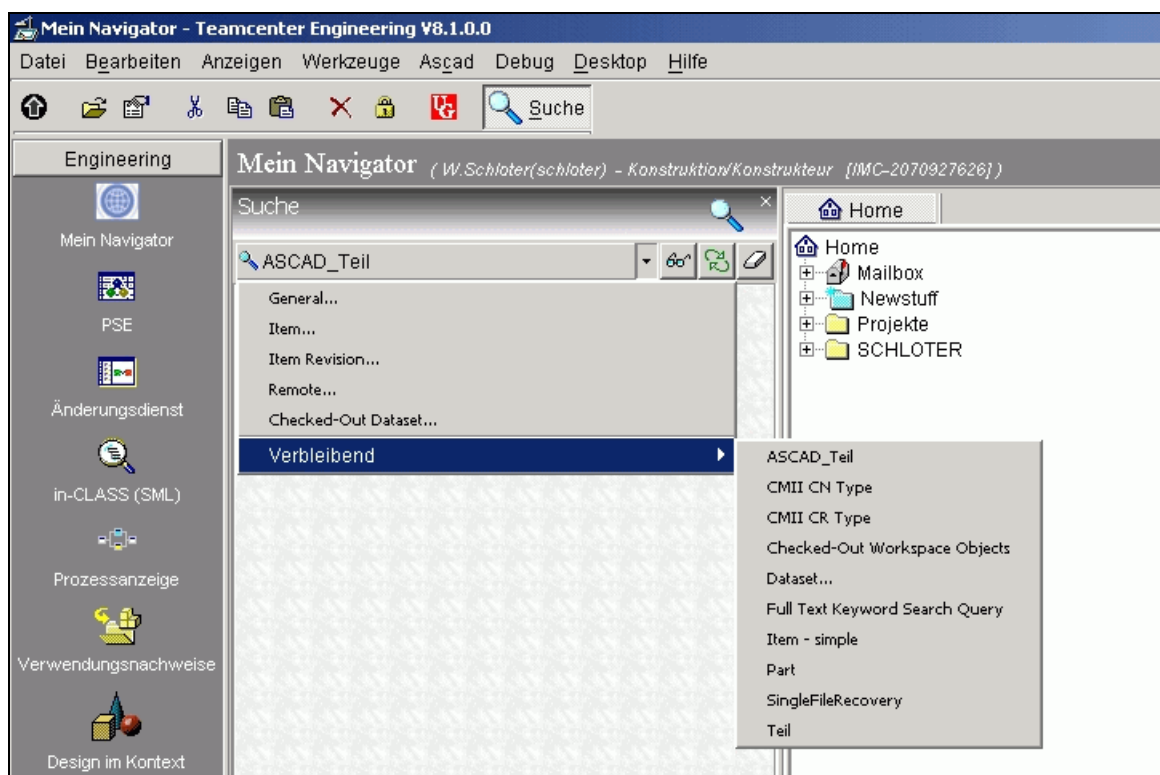 Mein Navigator - Teamcenter Engineering V8.1.0.0
Datei Bearbeiten Anzeigen Werkzeuge Ascad Debug Desktop Hilfe
Suche
Engineering
Mein Navigator
PSE
Änderungsdienst
in-CLASS (SML)
Prozessanzeige
Verwendungsnachweise
Design im Kontext
Mein Navigator ( W.Schloter(schloter) - Konstruktion/Konstrukteur [IMC-2070927626] )
Suche
ASCAD_Teil
General...
Item...
Item Revision...
Remote...
Checked-Out Dataset...
Verbleibend
ASCAD_Teil
CMII CN Type
CMII CR Type
Checked-Out Workspace Objects
Dataset...
Full Text Keyword Search Query
Item - simple
Part
SingleFileRecovery
Teil
Home
Home
Mailbox
Newstuff
Projekte
SCHLOTER